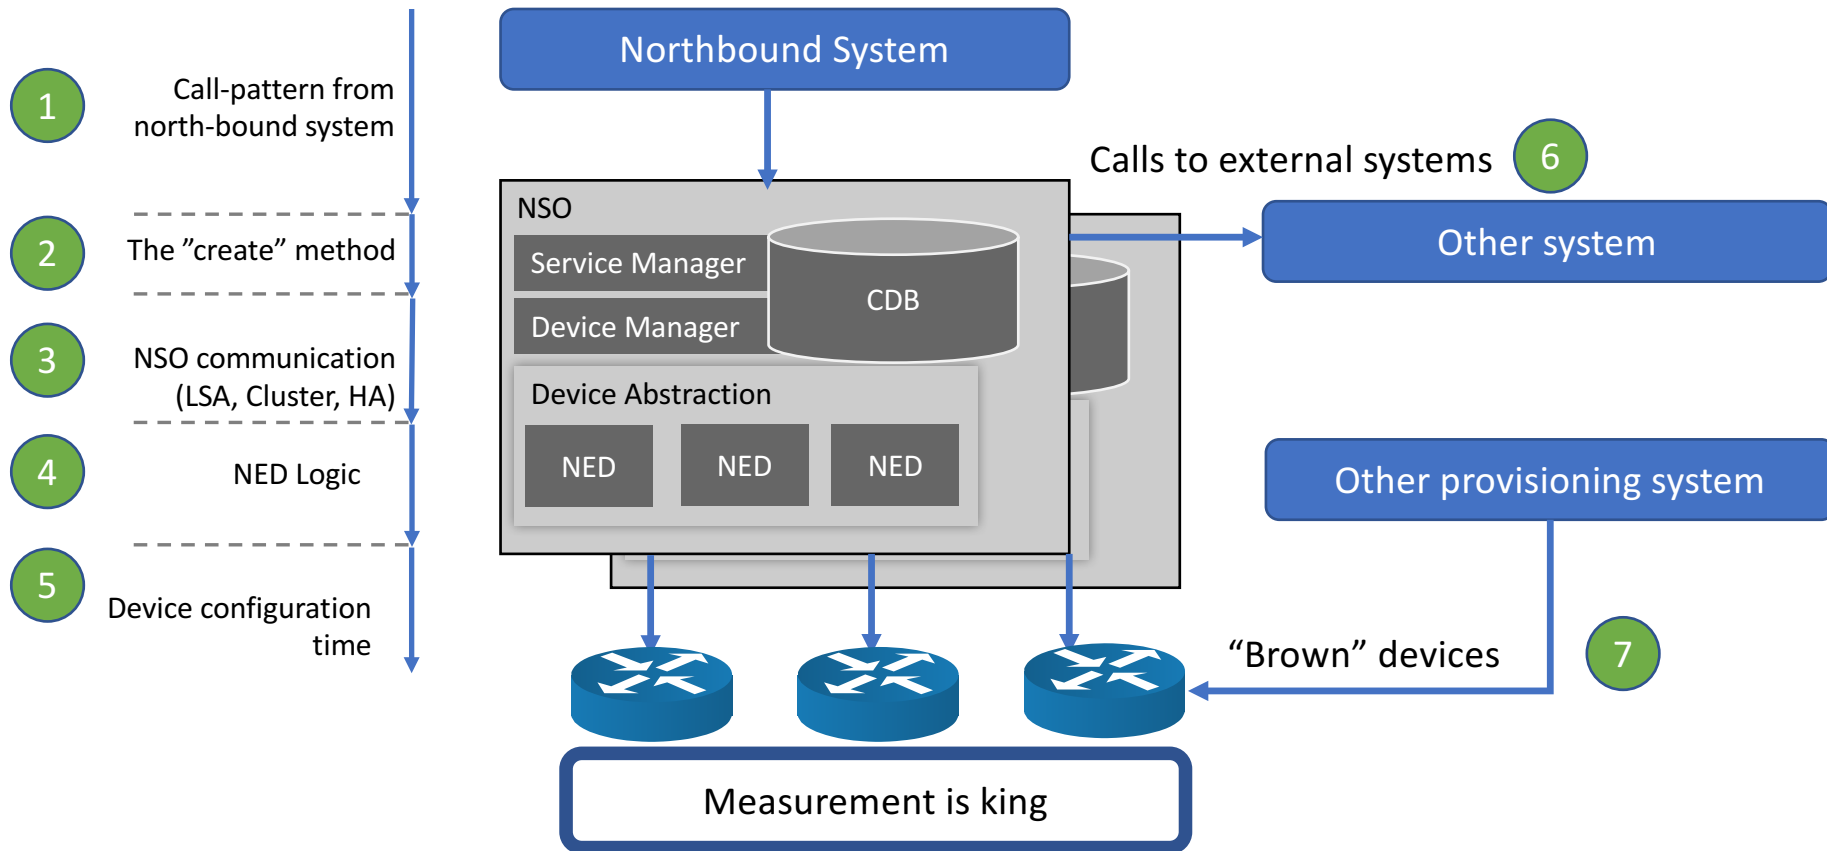 Northbound System
1
Call-pattern from
north-bound system
Calls to external systems
6
NSO
2
The ”create” method
Service Manager
Device Manager
CDB
Other system
3
NSO communication
(LSA, Cluster, HA)
Device Abstraction
4
NED Logic
NED
NED
NED
Other provisioning system
5
Device configuration
time
“Brown” devices
7
Measurement is king